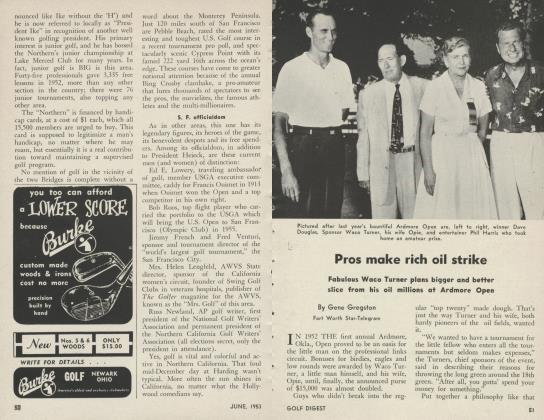 nounced like Ike without the 'H') and
he is now referred to locally as "Pres-
ident Ike" in recognition of another well
known golfing president. His primary
interest is junior golf, and he has bossed
the Northern's junior championship at
Lake Merced Club for many years. In
fact, junior golf is BIG in this area.
Forty-five professionals gave 3,335 free
lessons in 1952, more than any other
section in the country; there were 76
junior tournaments, also topping any
other area.
The "Northern" is financed by handi-
cap cards, at a cost of $1 each, which all
15,500 members are urged to buy. This
card is supposed to legitimize a man's
handicap, no matter where he may
roam, but essentially it is a real contribu-
tion toward maintaining a supervised
golf program.
No mention of golf in the vicinity of
the two Bridges is complete without a
you too can afford
a LOWER SCORE
because
Burke
custom made
woods & irons
cost no more
precision
built by
hand
New
Nos. 5 & 6
WOODS
ONLY
$15.00
WRITE FOR DETAILS . . .
Burke
GOLF
NEWARK
OHIO
50
word about the Monterey Peninsula.
Just 120 miles south of San Francisco
are Pebble Beach, rated the most inter-
esting and toughest U.S. Golf course in
a recent tournament pro poll, and spec-
tacularly scenic Cypress Point with its
famed 222 yard 16th across the ocean's
edge. These courses have come to greater
national attention because of the annual
Bing Crosby clambake, a pro-amateur
that lures thousands of spectators to see
the pros, the movielites, the famous ath-
letes and the multi-millionaires.
S. F. officialdom
As in other areas, this one has its
legendary figures, its heroes of the game,
its benevolent despots and its free spend-
ers. Among its officialdom, in addition
to President Heieck, are these current
men (and women) of distinction:
Ed E. Lowery, traveling ambassador
of golf, member USGA executive com-
mittee, caddy for Francis Ouimet in 1913
when Ouimet won the Open and a top
competitor in his own right.
Bob Roos, top flight player who car-
ried the portfolio to the USGA which
will bring the U.S. Open to San Fran-
cisco (Olympic Club) in 1955.
Jimmy French and Fred Venturi,
sponsor and tournament director of the
"world's largest golf tournament," the
San Francisco City.
Mrs. Helen Lengfeld, AWVS State
director, sponsor of the California
women's circuit, founder of Swing Golf
Clubs in veterans hospitals, publisher of
The Golfer magazine for the AWVS,
known as the "Mrs. Golf" of this area.
Russ Newland, AP golf writer, first
president of the National Golf Writers'
Association and permanent president of
the Northern California Golf Writers'
Association (all elections secret, only the
president in attendance).
Yes, golf is vital and colorful and ac-
tive in Northern California. That foul
mid-December day at Harding wasn't
typical. More often the sun shines in
California, no matter what the Holly-
wood comedians say.
JUNE, 1953
Pictured after last year's bountiful Ardmore Open are, left to right, winner Dave
Douglas, Sponsor Waco Turner, his wife Opie, and entertainer Phil Harris who took
home an amateur prize.
Pros make rich oil strike
Fabulous Waco Turner plans bigger and better
slice from his oil millions at Ardmore Open
By Gene Gregston
Fort Worth Star-Telegram
IN 1952 THE first annual Ardmore,
Okla., Open proved to be an oasis for
the little man on the professional links
circuit. Bonuses for birdies, eagles and
low rounds were awarded by Waco Tur-
ner, a little man himself, and his wife,
Opie, until, finally, the announced purse
of $15,000 was almost doubled.
Guys who didn't break into the reg-
ular "top twenty" made dough. That's
just the way Turner and his wife, both
hardy pioneers of the oil fields, wanted
it.
"We wanted to have a tournament for
the little fellow who enters all the tour-
naments but seldom makes expenses,"
the Turners, chief sponsors of the event,
said in describing their reasons for
throwing the long green around the 18th
green. "After all, you gotta' spend your
money for something."
Put together a philosophy like that
GOLF DIGEST
51